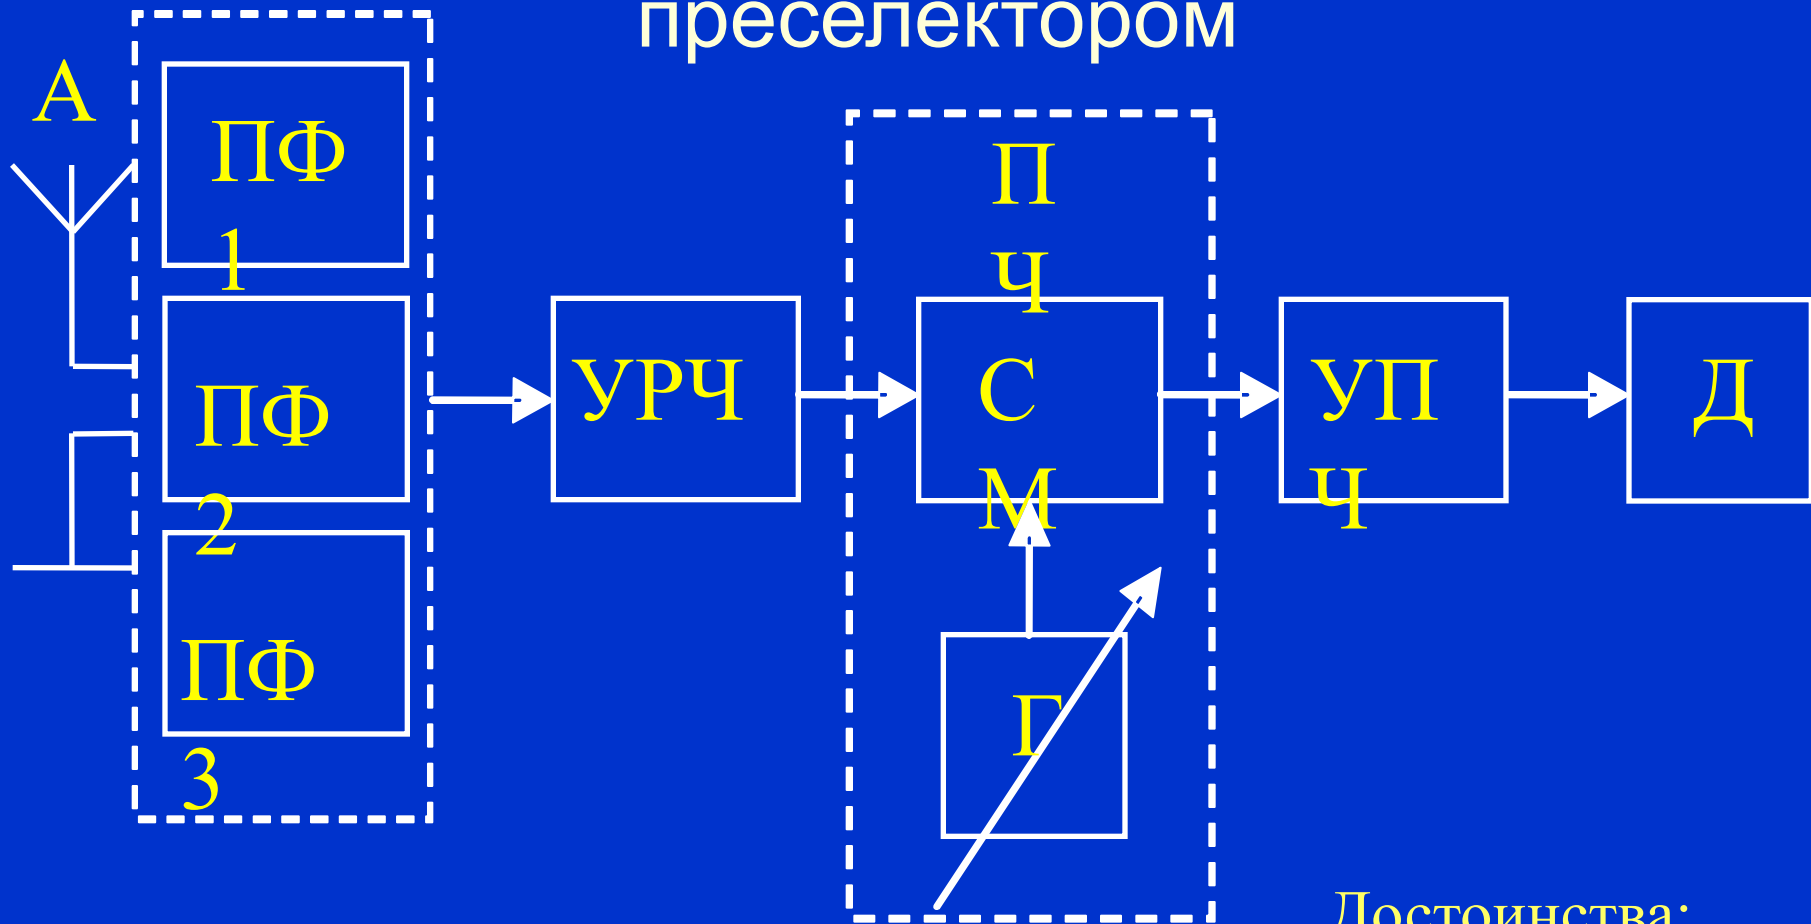 преселектором
А
ПФ
1
ПФ
2
ПФ
3
УРЧ
П
Ч
С
М
Г
УП
Ч
Д
Достоинства: